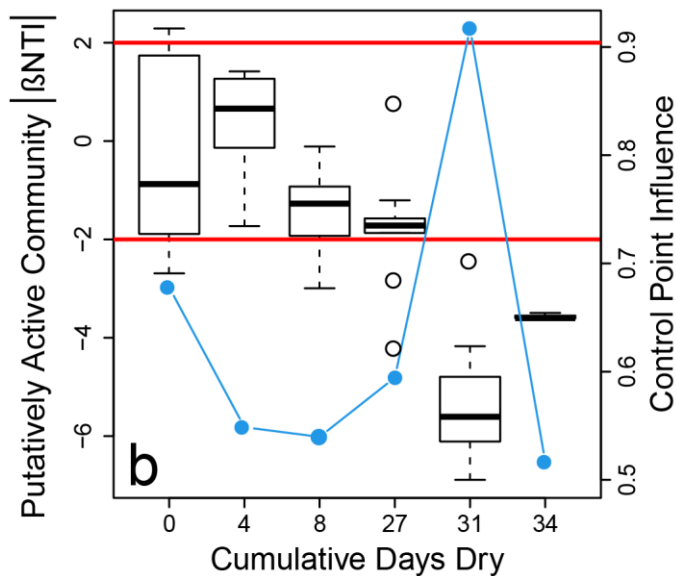 Putatively Active Community |ßNTI|
2
0
-2
-4
-6
0.9
0.8
0.7
0.6
0.5
Control Point Influence
b
0 4 8 27 31 34
Cumulative Days Dry